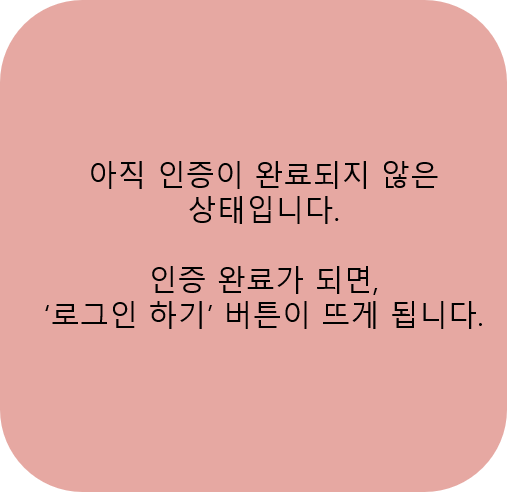 아직 인증이 완료되지 않은
상태입니다.
인증 완료가 되면,
‘로그인 하기’ 버튼이 뜨게 됩니다.